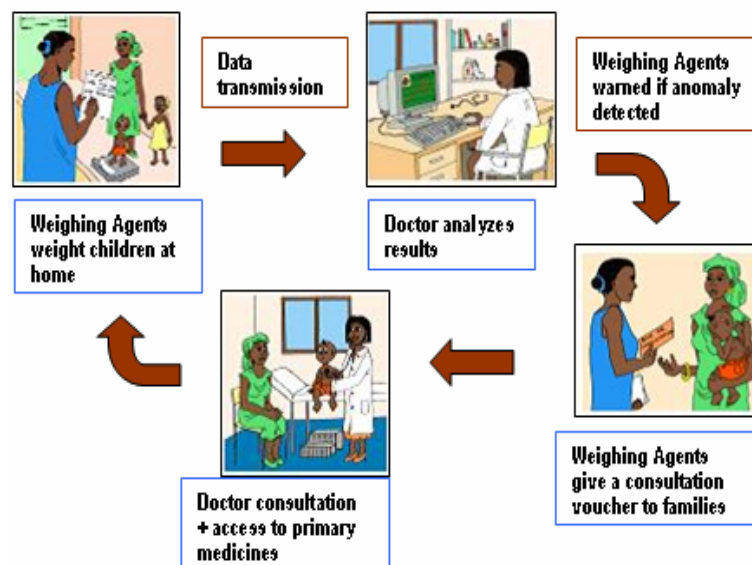 Data
transmission
Weighing Agents
warned if anomaly
detected
Weighing Agents
weight children at
home
Doctor analyzes
results
Weighing Agents
give a consultation
voucher to families
Doctor consultation
+ access to primary
medicines